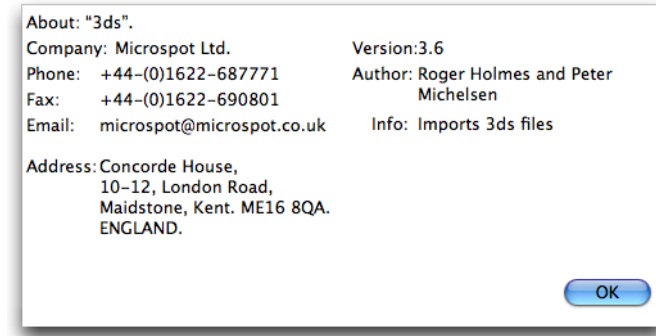 About: “3ds”.
Company: Microspot Ltd.
Phone: +44-(0)1622-687771
Fax: +44-(0)1622-690801
Email: microspot@microspot.co.uk
Address: Concorde House,
10-12, London Road,
Maidstone, Kent. ME16 8QA.
ENGLAND.
Version:3.6
Author: Roger Holmes and Peter
Michelsen
Info: Imports 3ds files
OK